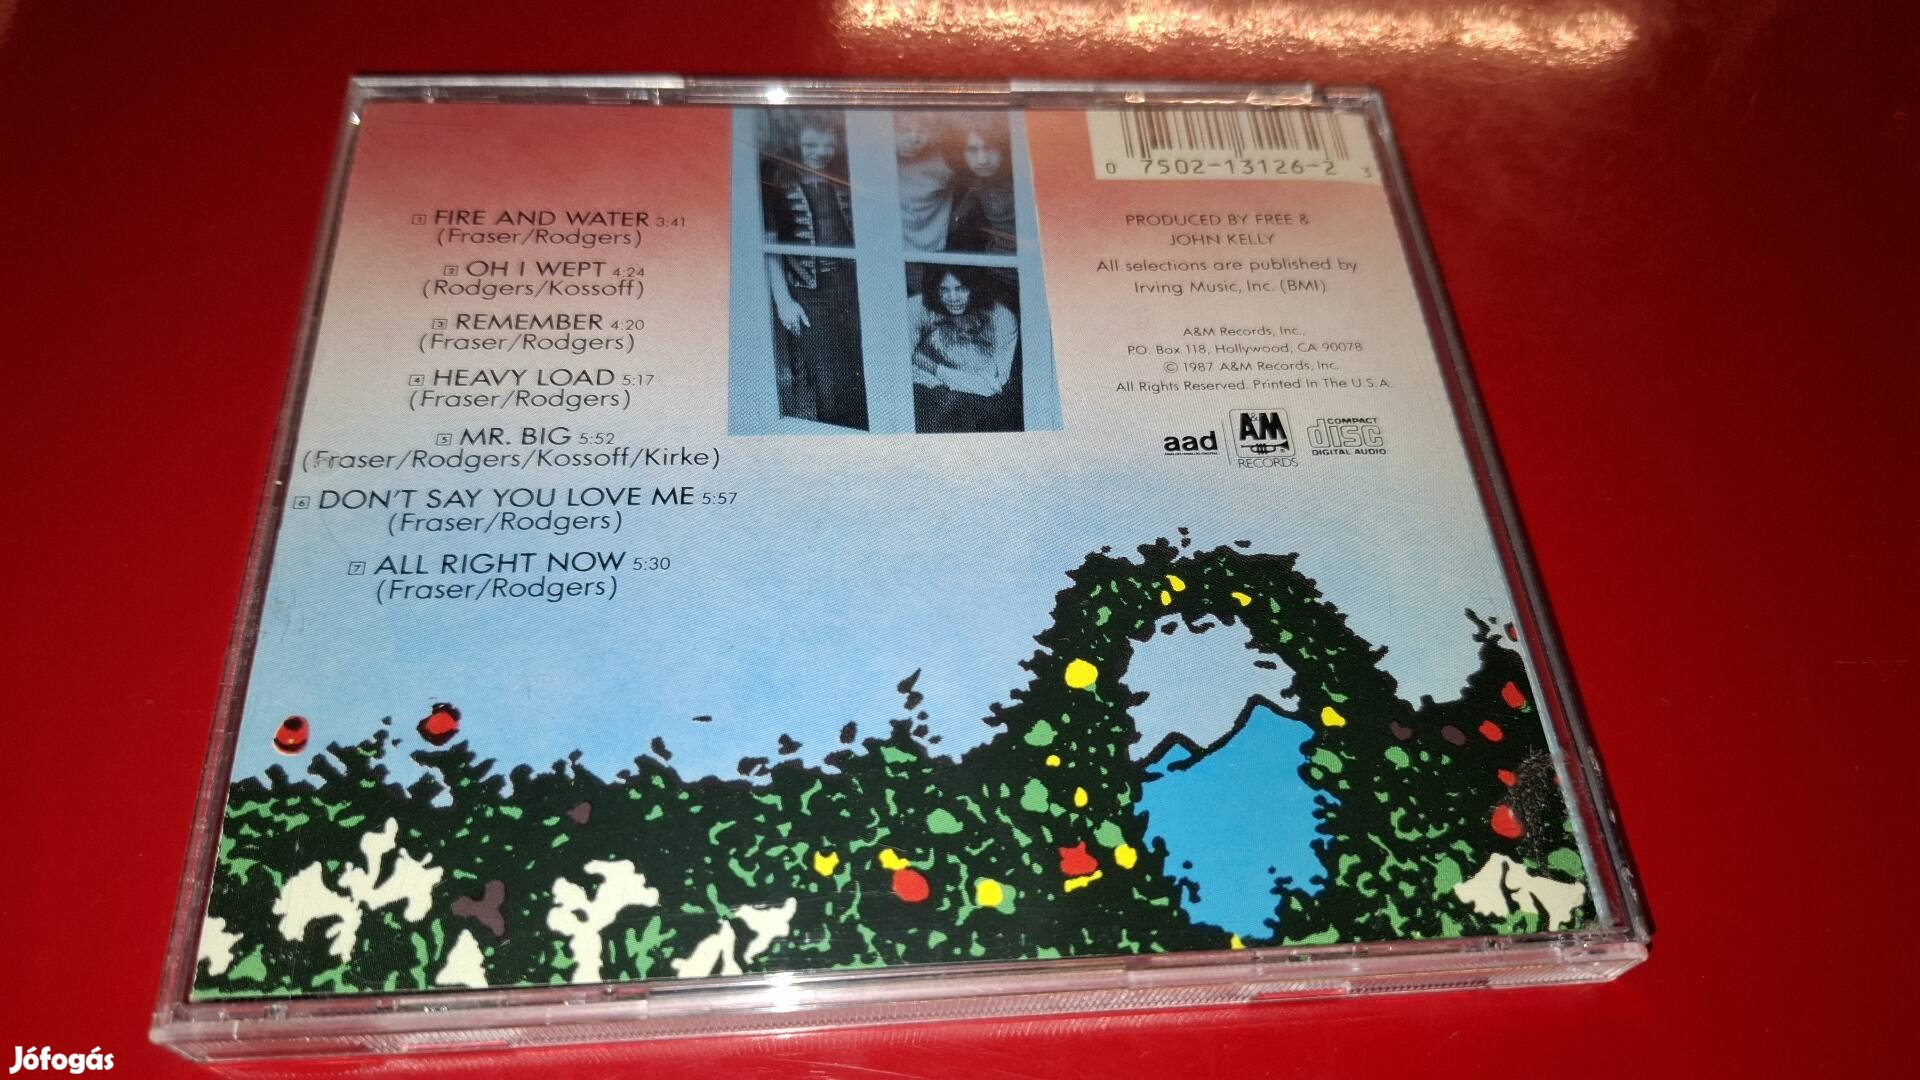 1 FIRE AND WATER 3:41
(Fraser/Rodgers)
2 OH I WEPT 4:24
(Rodgers/Kossoff)
3 REMEMBER 4:20
(Fraser/Rodgers)
4 HEAVY LOAD 5:17
(Fraser/Rodgers)
5 MR. BIG 5:52
(Fraser/Rodgers/Kossoff/Kirke)
6 DON'T SAY YOU LOVE ME 5:57
(Fraser/Rodgers)
7 ALL RIGHT NOW 5:30
(Fraser/Rodgers)
0 7502-13126-2 3
PRODUCED BY FREE &
JOHN KELLY
All selections are published by
Irving Music, Inc. (BMI)
A&M Records, Inc.,
P.O. Box 118, Hollywood, CA 90078
© 1987 A&M Records, Inc.
All Rights Reserved. Printed In The U.S.A.
aad
A&M
RECORDS
COMPACT
disc
DIGITAL AUDIO
Jófogás